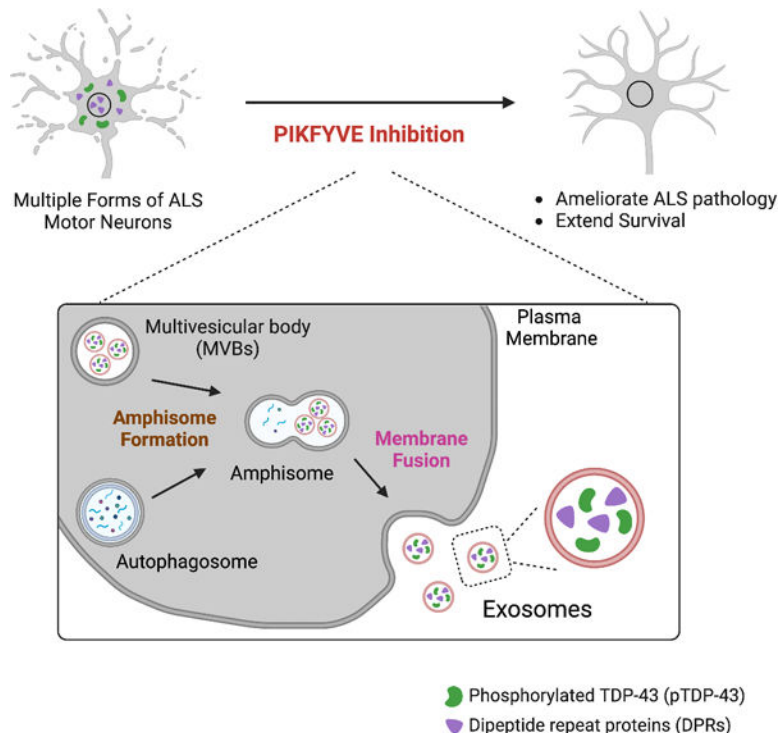 PIKFYVE Inhibition
Multiple Forms of ALS
Motor Neurons
• Ameliorate ALS pathology
• Extend Survival
Multivesicular body
(MVBs)
Plasma
Membrane
Amphisome
Formation
Amphisome
Membrane
Fusion
Autophagosome
Exosomes
Phosphorylated TDP-43 (pTDP-43)
Dipeptide repeat proteins (DPRs)